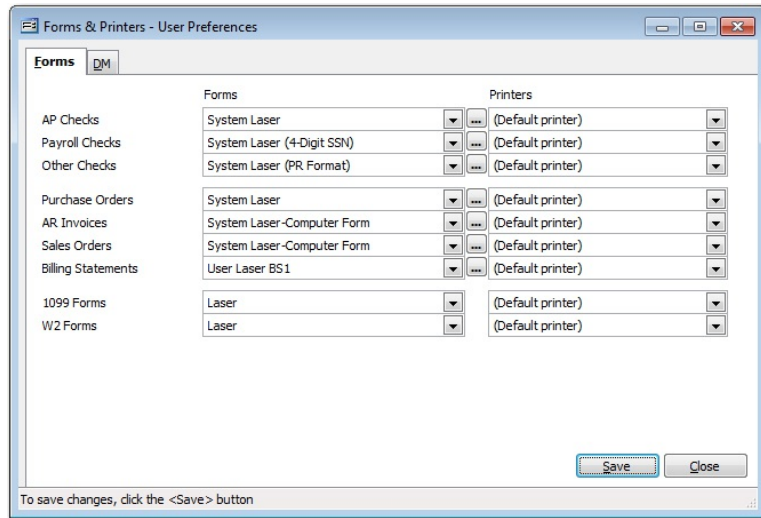 Forms & Printers - User Preferences
Forms DM
Forms Printers
AP Checks System Laser ... (Default printer)
Payroll Checks System Laser (4-Digit SSN) ... (Default printer)
Other Checks System Laser (PR Format) ... (Default printer)
Purchase Orders System Laser ... (Default printer)
AR Invoices System Laser-Computer Form ... (Default printer)
Sales Orders System Laser-Computer Form ... (Default printer)
Billing Statements User Laser BS1 ... (Default printer)
1099 Forms Laser (Default printer)
W2 Forms Laser (Default printer)
Save Close
To save changes, click the <Save> button